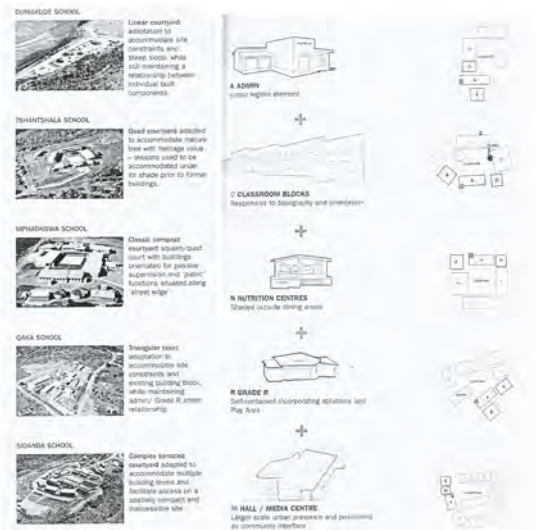 DUMAKUDE SCHOOL
Linear courtyard
adaptation to
accommodate site
constraints and
steep slope, while
still maintaining a
relationship between
individual built
components.
TSHANTSHALA SCHOOL
Quad courtyard adapted
to accommodate mature
tree with heritage value
– lessons used to be
accommodated under
its shade prior to formal
buildings.
SIPHATHISWA SCHOOL
Classic compact
courtyard square/quad
court with buildings
orientated for passive
supervision and "public"
functions situated along
"street edge"
QAKA SCHOOL
Triangular court
adaptation to
accommodate site
constraints and
existing building block,
while maintaining
admin/ Grade R street
relationship.
SIGANDA SCHOOL
Complex terraced
courtyard adapted to
accommodate multiple
building levels and
facilitate access on a
spatially compact and
inaccessible site
A ADMIN
Iconic legible element
C CLASSROOM BLOCKS
Responsive to topography and orientation
N NUTRITION CENTRES
Shaded outside dining areas
R GRADE R
Self-contained incorporating ablutions and
Play Area
M HALL / MEDIA CENTRE
Larger scale urban presence and positioned
as community interface